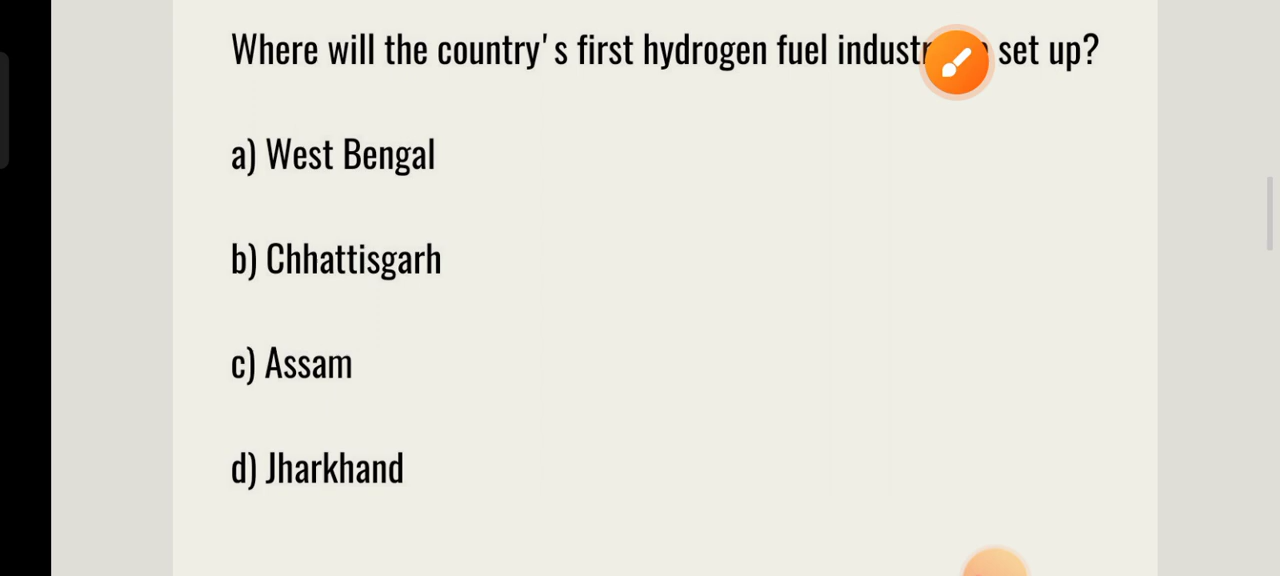 Where will the country's first hydrogen fuel set up?
a) West Bengal
b) Chhattisgarh
c) Assam
d) Jharkhand